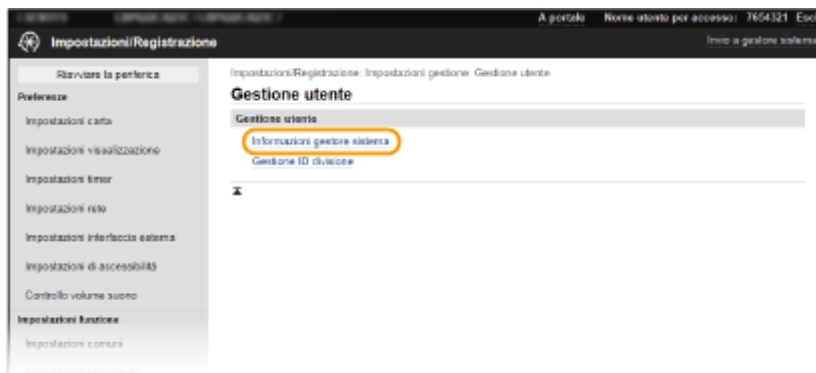 A portale Nome utente per accesso: 7654321
Impostazioni/Registrazione
Invio a gestore sistema
Riavviare la periferica
Impostazioni/Registrazione: Impostazioni gestione: Gestione utente
Preferenze
Gestione utente
Impostazioni carta
Gestione utente
Informazioni gestore sistema
Impostazioni visualizzazione
Gestione ID divisione
Impostazioni timer
Impostazioni rete
Impostazioni interfaccia esterna
Impostazioni di accessibilità
Controllo volume suono
Impostazioni funzione
Impostazioni comuni